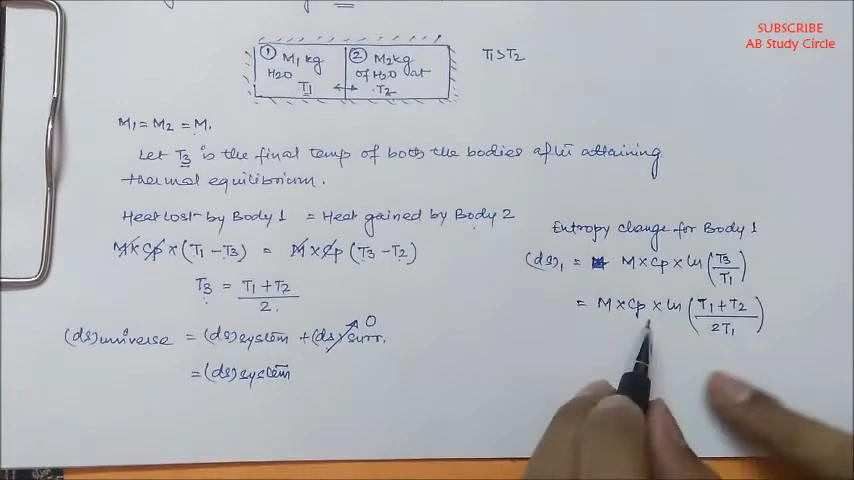 SUBSCRIBE
AB Study Circle
① M₁ kg H2O T₁
② M₂kg of H2O at T₂
T₁>T₂
M₁ = M₂ = M.
Let T3 is the final temp of both the bodies after attaining
thermal equilibrium.
Heat lost by Body 1 = Heat gained by Body 2
M×Cp×(T₁-T3) = M×Cp(T3-T2)
T3 = (T1+T2)/2.
(ds)universe = (ds)system + (ds)surr. 0
= (ds)system
Entropy change for Body 1
(ds)₁ = M×Cp×ln(T3/T1)
= M×Cp×ln((T1+T2)/2T1)